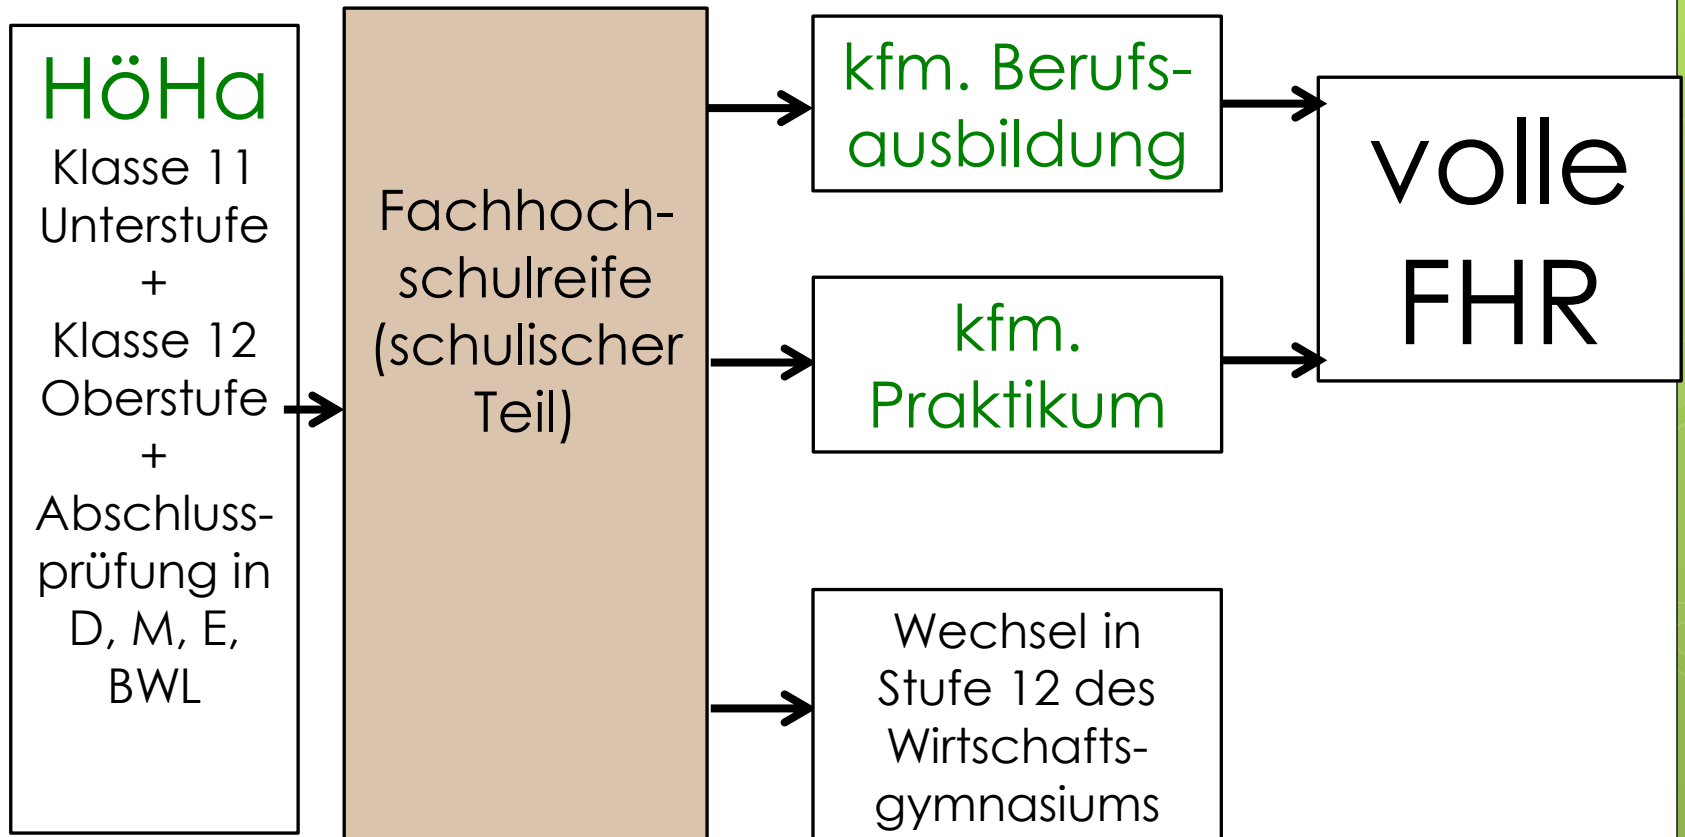 HöHa
Klasse 11
Unterstufe
+
Klasse 12
Oberstufe
+
Abschluss-
prüfung in
D, M, E,
BWL
Fachhoch-
schulreife
(schulischer
Teil)
kfm. Berufs-
ausbildung
kfm.
Praktikum
Wechsel in
Stufe 12 des
Wirtschafts-
gymnasiums
volle
FHR